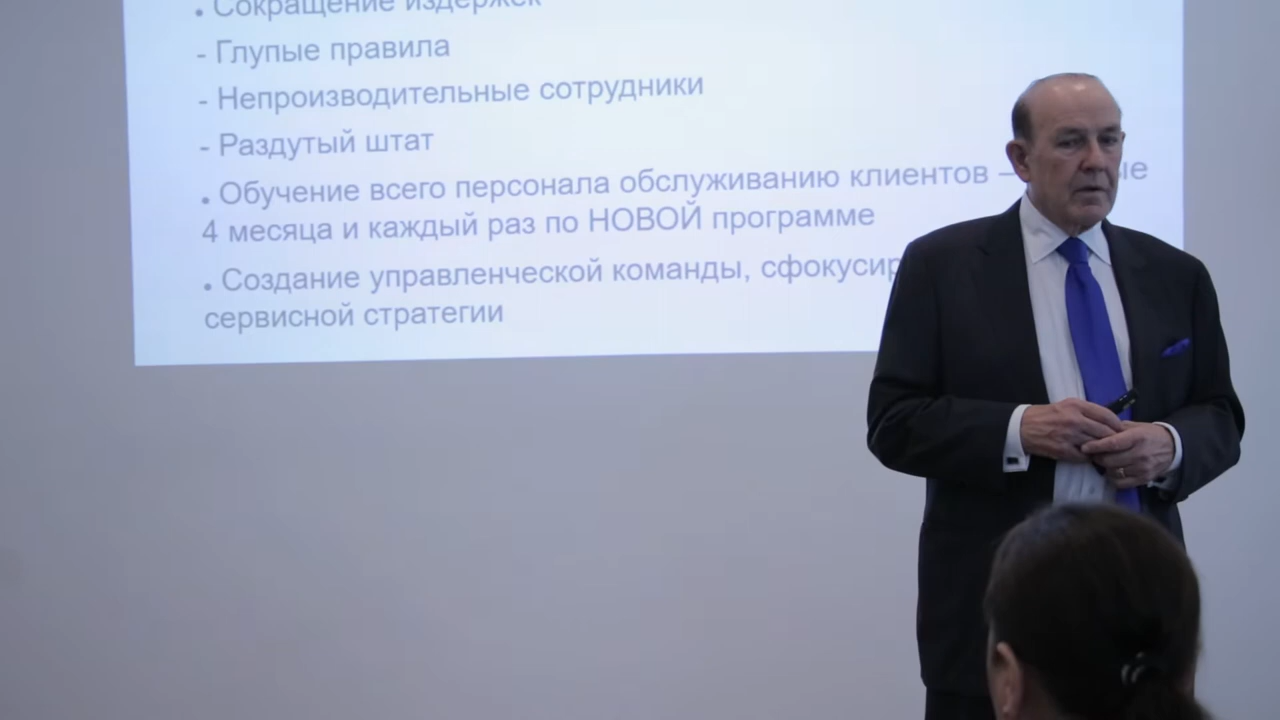 • Сокращение издержек
- Глупые правила
- Непроизводительные сотрудники
- Раздутый штат
• Обучение всего персонала обслуживанию клиентов –
4 месяца и каждый раз по НОВОЙ программе
• Создание управленческой команды,
сервисной стратегии